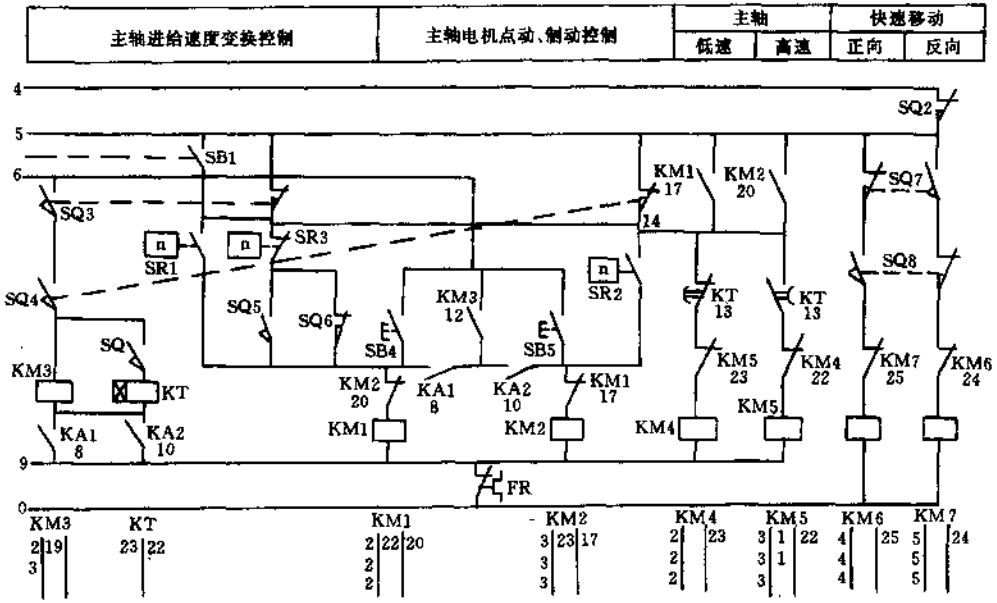 主轴进给速度变换控制
主轴电机点动、制动控制
主轴
快速移动
低速
高速
正向
反向
4
SQ2
5
SB1
6
KM1
17
KM2
20
SQ7
SQ3
14
n
n
SR3
SR1
n
SR2
SQ8
SQ4
SQ5
SQ6
KM3
12
KT
13
KT
13
SQ
SB4
SB5
KM3
KT
KM2
20
KA1
8
KA2
10
KM1
17
KM5
23
KM4
22
KM7
25
KM6
24
KA1
8
KA2
10
KM1
KM2
KM4
KM5
9
FR
0
KM3
KT
KM1
KM2
KM4
KM5
KM6
KM7
2 19
23 22
2 22 20
3 23 17
2 23
3 1 22
4 25
5 24
3
2
3
2
3 1
4
5
2
3
2
3
4
5